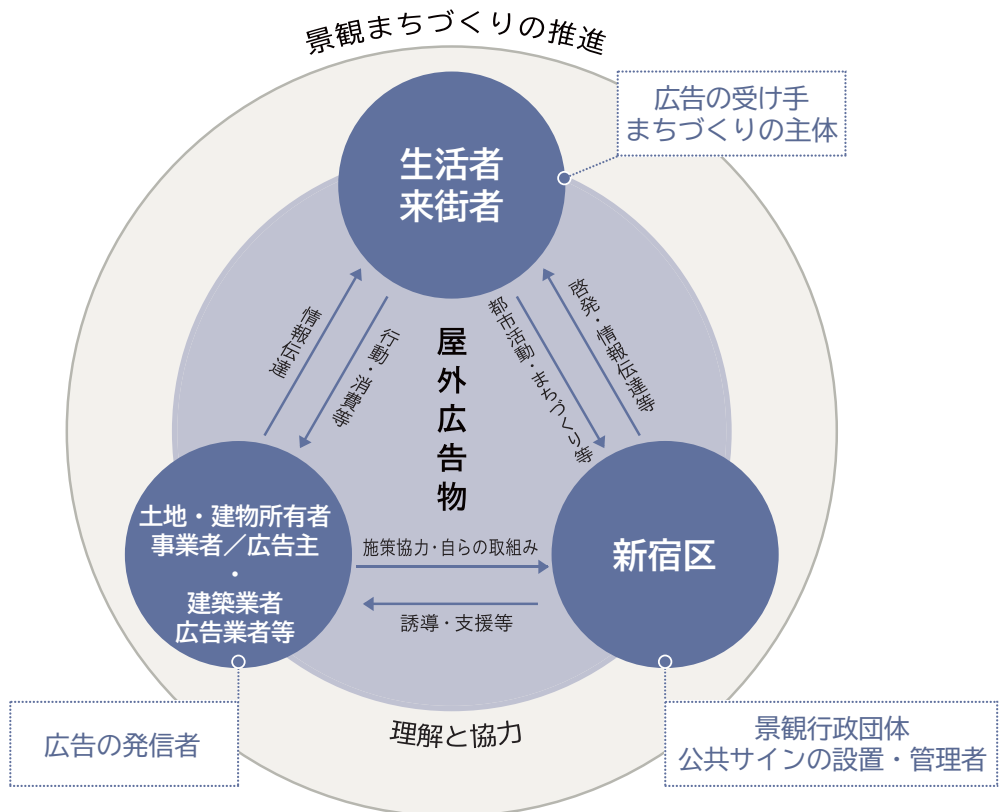 景観まちづくりの推進
広告の受け手
まちづくりの主体
生活者
来街者
情報伝達
行動・消費等
屋外広告物
都市活動・まちづくり等
啓発・情報伝達等
土地・建物所有者
事業者／広告主
・
建築業者
広告業者等
施策協力・自らの取組み
誘導・支援等
新宿区
理解と協力
広告の発信者
景観行政団体
公共サインの設置・管理者